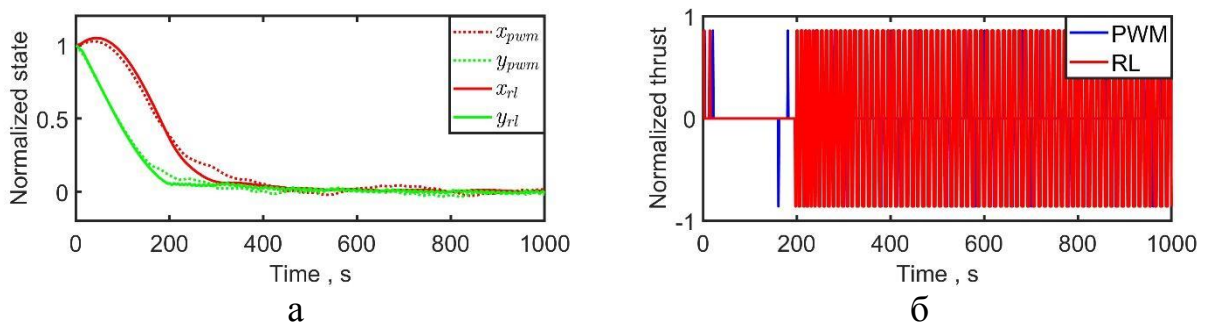 Normalized state
1
0.5
0
0
200
400
600
800
1000
Time , s
x_pwm
y_pwm
x_rl
y_rl
а
Normalized thrust
1
0
-1
0
200
400
600
800
1000
Time , s
PWM
RL
б